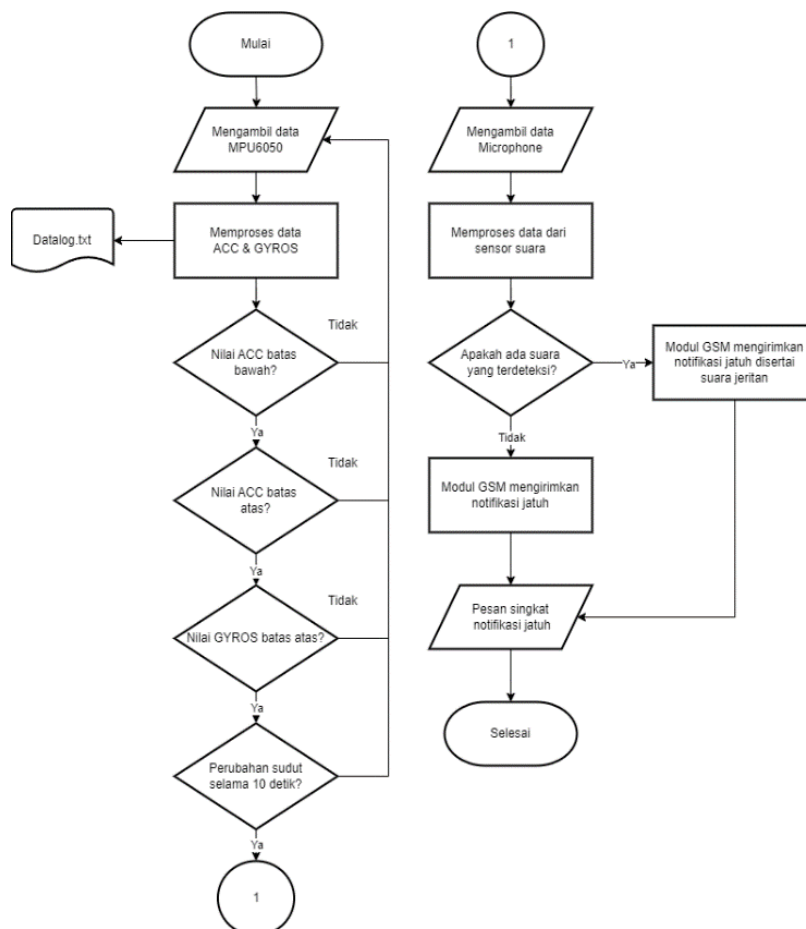 Mulai
Mengambil data
MPU6050
Memproses data
ACC & GYROS
Datalog.txt
Tidak
Nilai ACC batas
bawah?
Ya
Tidak
Nilai ACC batas
atas?
Ya
Tidak
Nilai GYROS batas atas?
Ya
Perubahan sudut
selama 10 detik?
Ya
1
1
Mengambil data
Microphone
Memproses data dari
sensor suara
Apakah ada suara
yang terdeteksi?
Ya
Modul GSM mengirimkan
notifikasi jatuh disertai
suara jeritan
Tidak
Modul GSM mengirimkan
notifikasi jatuh
Pesan singkat
notifikasi jatuh
Selesai